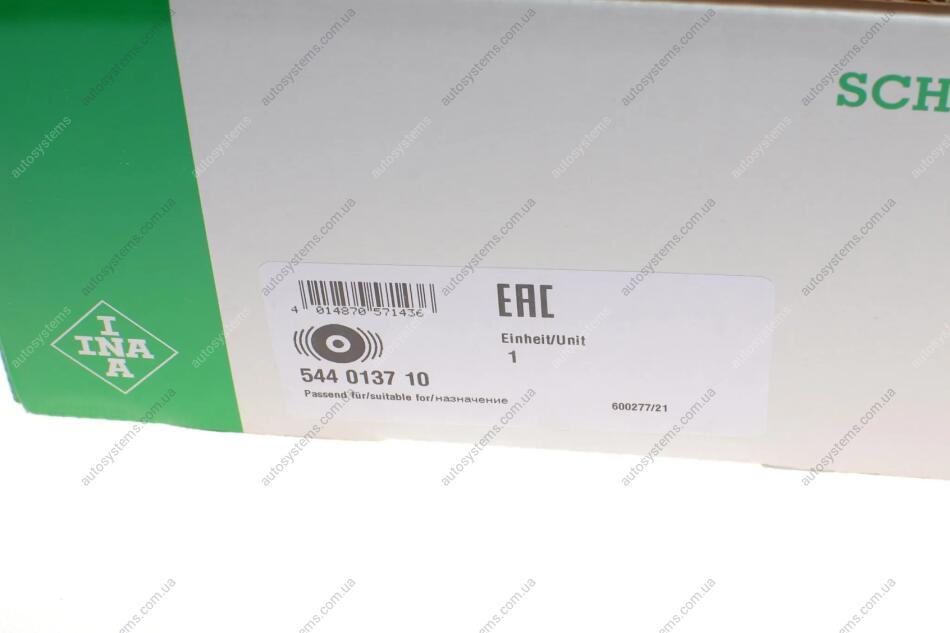 SCH
I
INA
A
4 014870 571436
EAC
Einheit/Unit
1
544 0137 10
Passend für/suitable for/назначение
600277/21
autosystems.com.ua